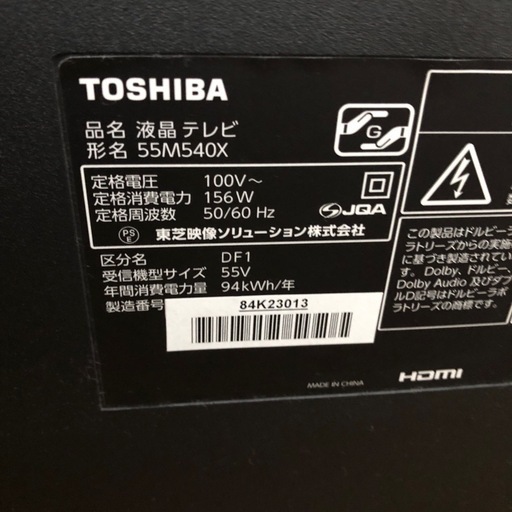 TOSHIBA
品名 液晶テレビ
形名 55M540X
G
定格電圧 100V～
定格消費電力 156W
定格周波数 50/60 Hz
JQA
PS
E
東芝映像ソリューション株式会社
区分名 DF1
受信機型サイズ 55V
年間消費電力量 94kWh/年
製造番号
84K23013
この製品はドルビーラ
ラトリーズからの実施
に基づき製造されてい
す。Dolby、ドルビー、
Dolby Audio 及びダブ
ルD記号はドルビーラボ
ラトリーズの商標です。
MADE IN CHINA
HDMI